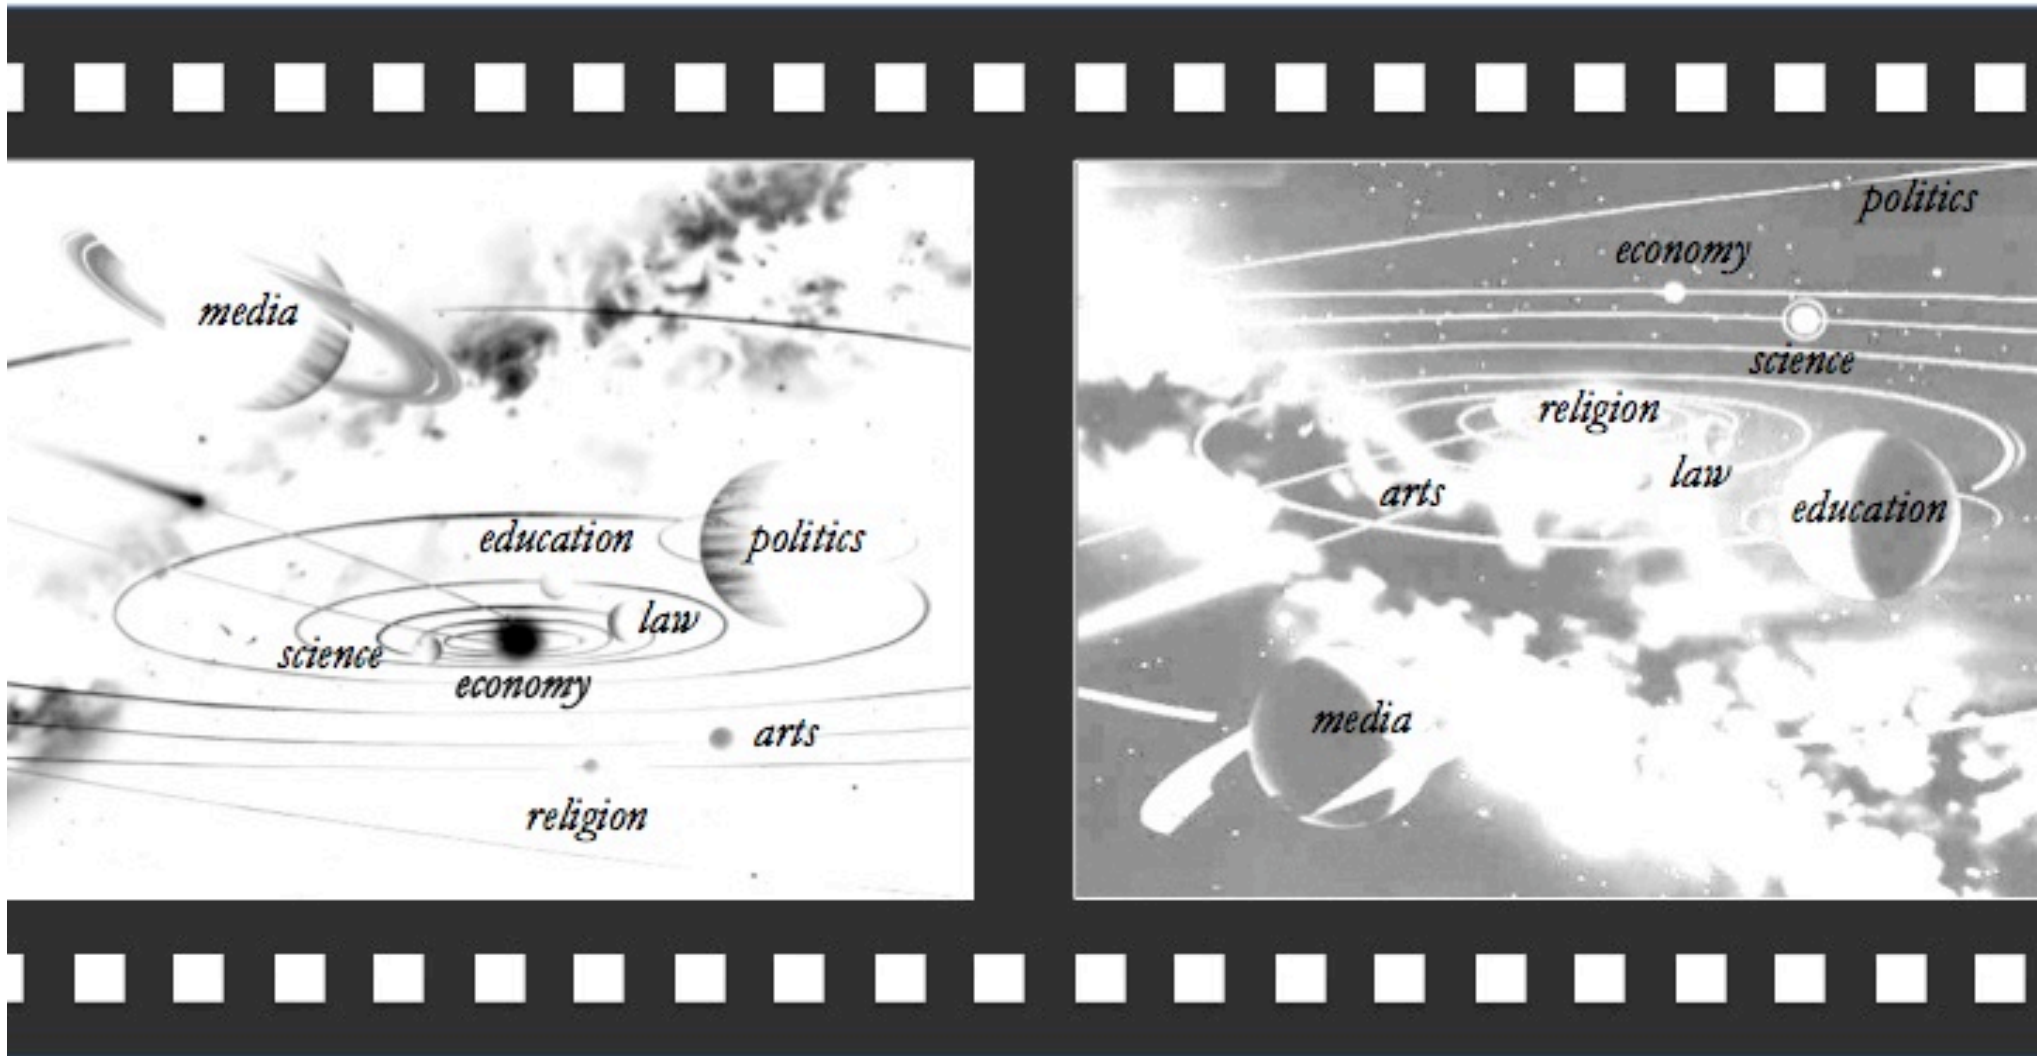 media
education
politics
law
science
economy
arts
religion
politics
economy
science
religion
law
arts
education
media